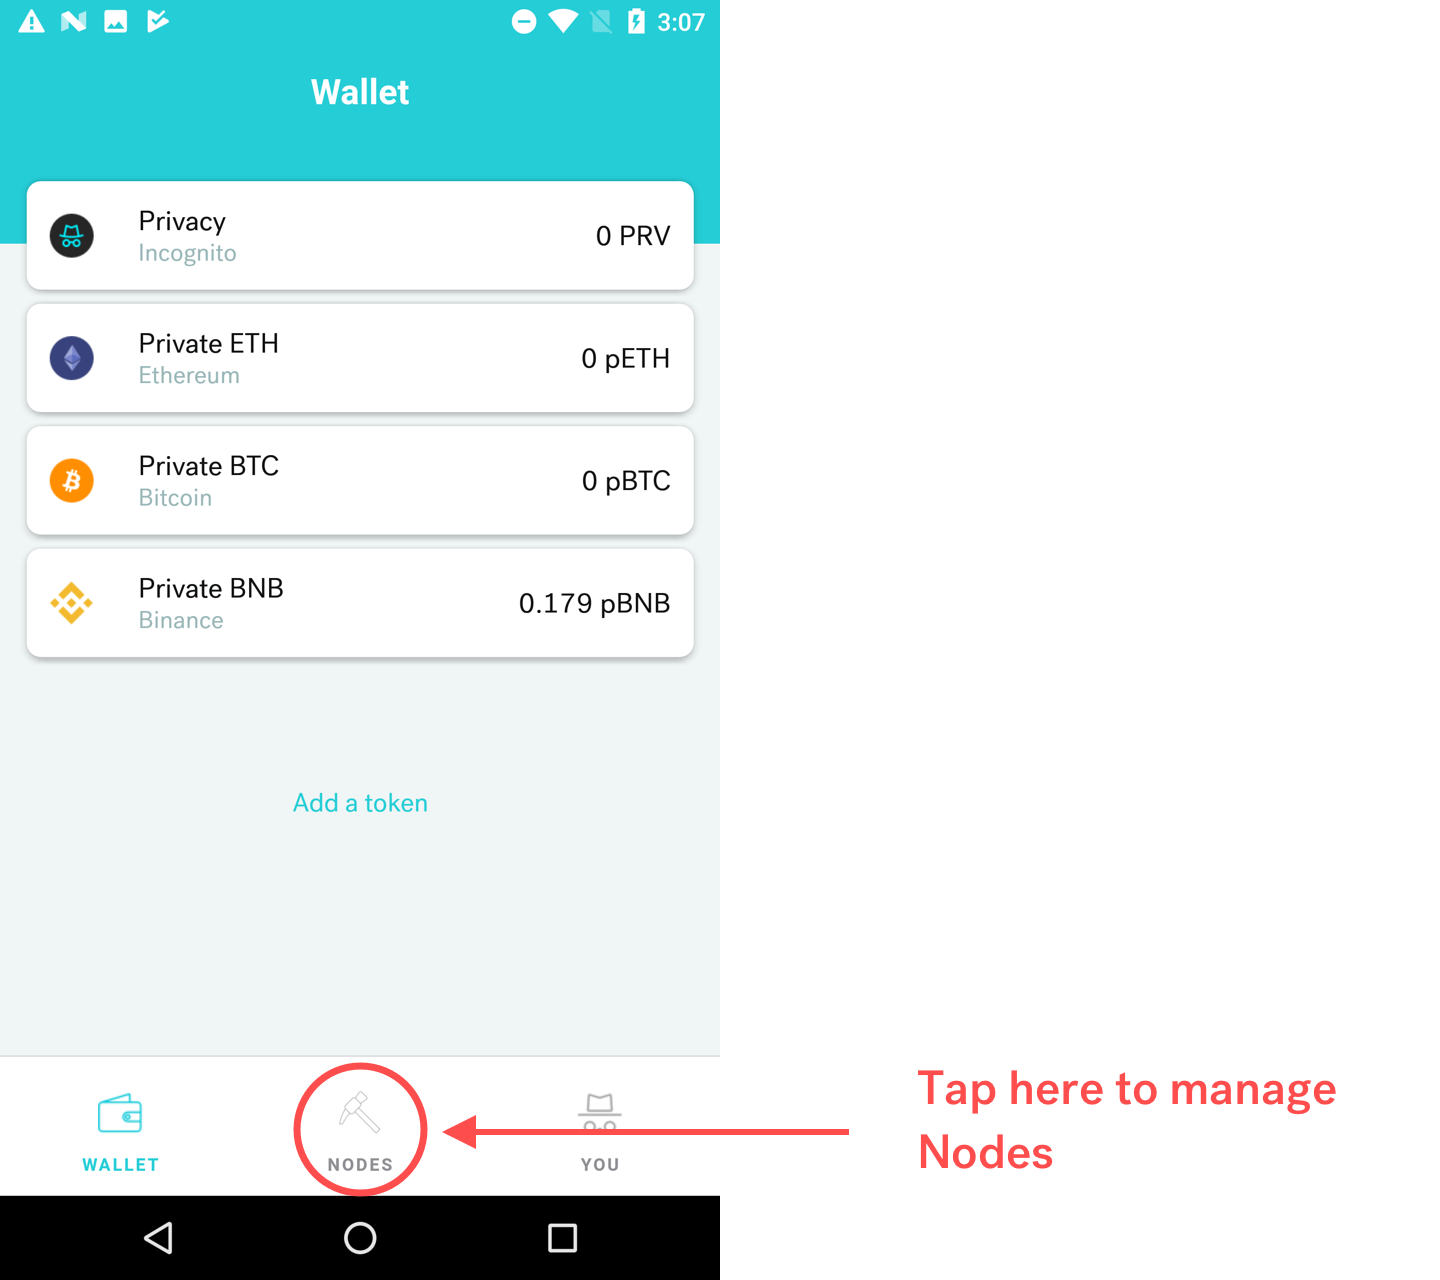 3:07
Wallet
Privacy
Incognito
0 PRV
Private ETH
Ethereum
0 pETH
Private BTC
Bitcoin
0 pBTC
Private BNB
Binance
0.179 pBNB
Add a token
WALLET
NODES
YOU
Tap here to manage
Nodes